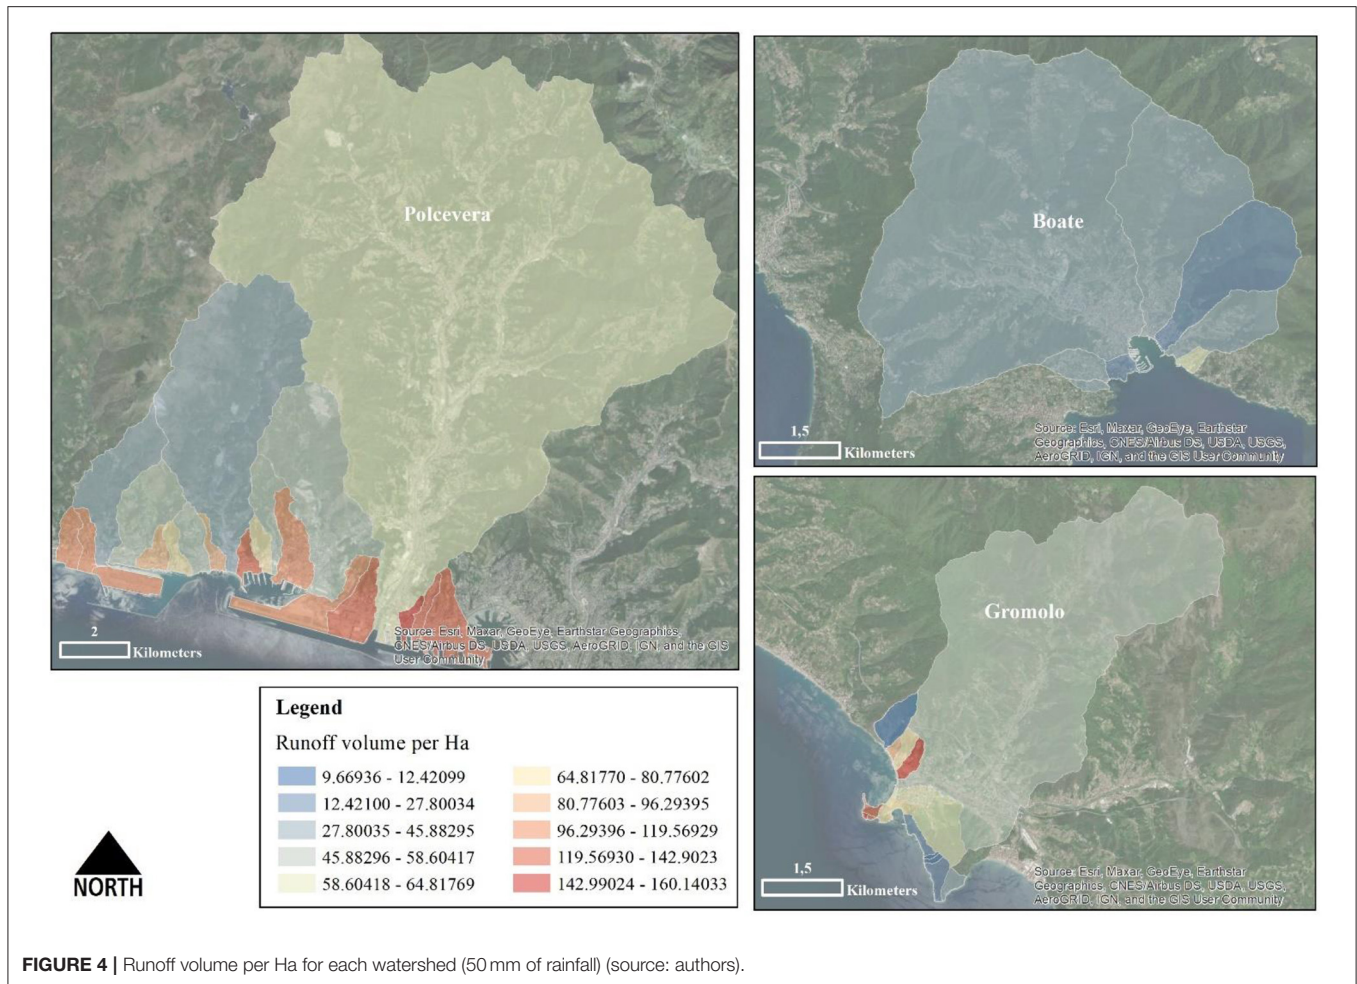 Polcevera
2
Kilometers
Source: Esri, Maxar, GeoEye, Earthstar Geographics,
CNES/Airbus DS, USDA, USGS, AeroGRID, IGN, and the GIS
User Community
Boate
1,5
Kilometers
Source: Esri, Maxar, GeoEye, Earthstar
Geographics, CNES/Airbus DS, USDA, USGS,
AeroGRID, IGN, and the GIS User Community
Gromolo
1,5
Kilometers
Source: Esri, Maxar, GeoEye, Earthstar
Geographics, CNES/Airbus DS, USDA, USGS,
AeroGRID, IGN, and the GIS User Community
Legend
Runoff volume per Ha
9.66936 - 12.42099
12.42100 - 27.80034
27.80035 - 45.88295
45.88296 - 58.60417
58.60418 - 64.81769
64.81770 - 80.77602
80.77603 - 96.29395
96.29396 - 119.56929
119.56930 - 142.9023
142.99024 - 160.14033
NORTH
FIGURE 4 | Runoff volume per Ha for each watershed (50 mm of rainfall) (source: authors).